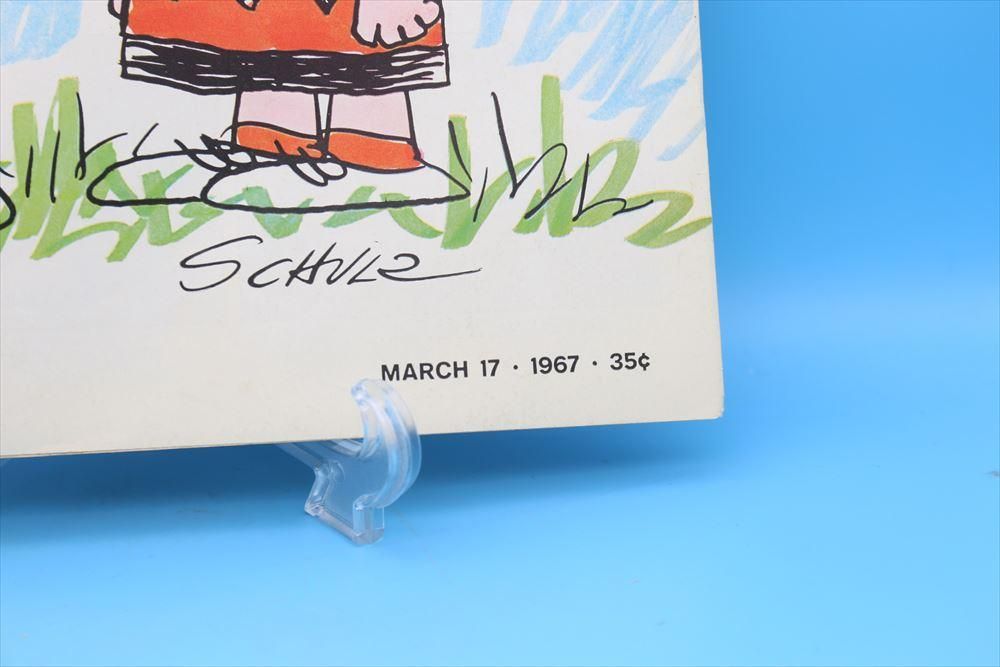 SCHULZ
MARCH 17 · 1967 · 35¢